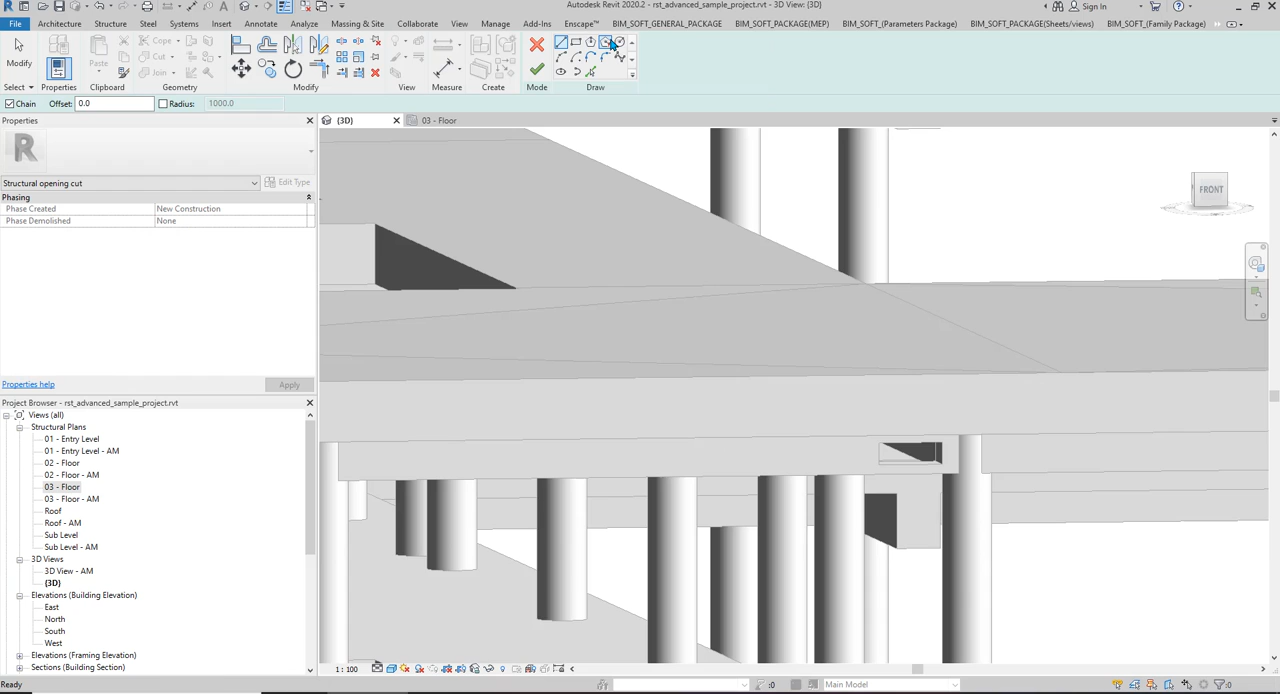 Autodesk Revit 2020.2 - rst_advanced_sample_project.rvt - 3D View: {3D}
Sign In
File Architecture Structure Steel Systems Insert Annotate Analyze Massing & Site Collaborate View Manage Add-Ins Enscape™ BIM_SOFT_GENERAL_PACKAGE BIM_SOFT_PACKAGE(MEP) BIM_SOFT_(Parameters Package) BIM_SOFT_PACKAGE(Sheets/views) BIM_SOFT_(Family Package)
Modify
Paste
Cope
Cut
Join
Select Properties Clipboard Geometry Modify View Measure Create Mode Draw
Chain Offset: 0.0 Radius: 1000.0
Properties
{3D}
03 - Floor
R
FRONT
Structural opening cut
Edit Type
Phasing
Phase Created New Construction
Phase Demolished None
Properties help
Apply
Project Browser - rst_advanced_sample_project.rvt
Views (all)
Structural Plans
01 - Entry Level
01 - Entry Level - AM
02 - Floor
02 - Floor - AM
03 - Floor
03 - Floor - AM
Roof
Roof - AM
Sub Level
Sub Level - AM
3D Views
3D View - AM
{3D}
Elevations (Building Elevation)
East
North
South
West
Elevations (Framing Elevation)
Sections (Building Section)
1 : 100
Ready
:0
Main Model
:0